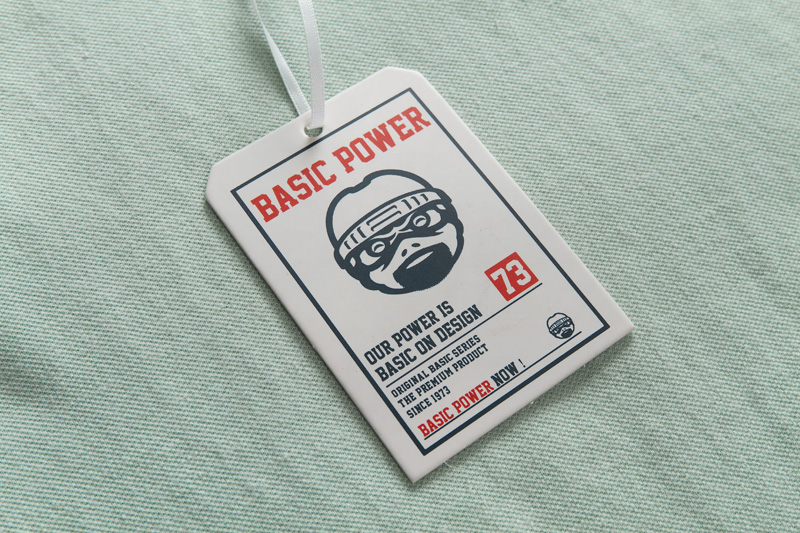 BASIC POWER
73
OUR POWER IS
BASIC ON DESIGN
ORIGINAL BASIC SERIES
THE PREMIUM PRODUCT
SINCE 1973
BASIC POWER NOW !